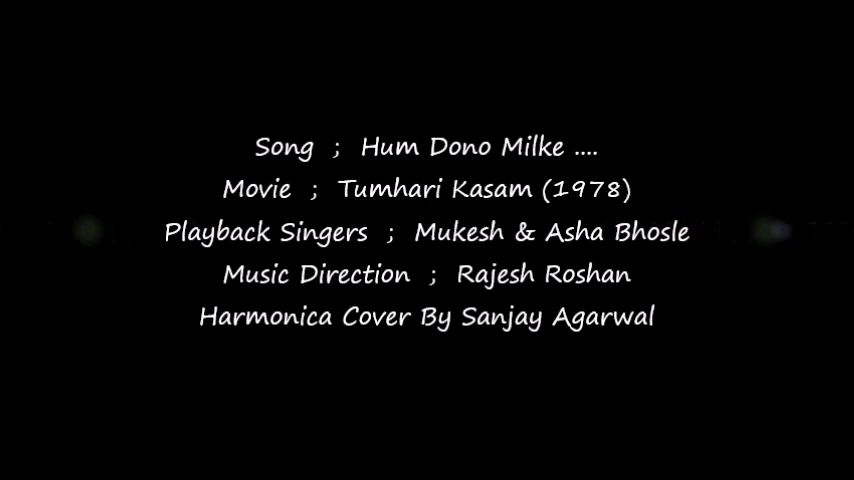 Song ; Hum Dono Milke ....
Movie ; Tumhari Kasam (1978)
Playback Singers ; Mukesh & Asha Bhosle
Music Direction ; Rajesh Roshan
Harmonica Cover By Sanjay Agarwal